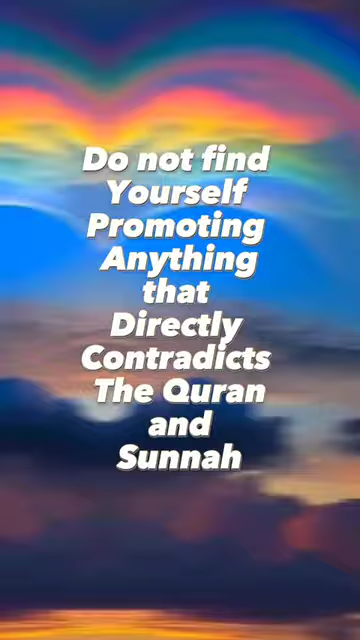 Do not find
Yourself
Promoting
Anything
that
Directly
Contradicts
The Quran
and
Sunnah